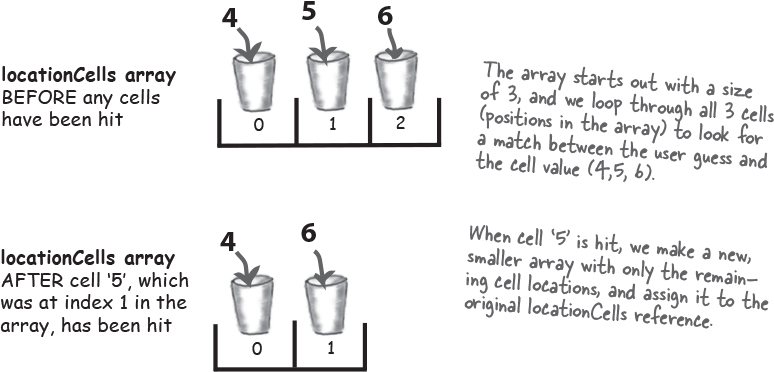 4 5 6
locationCells array
BEFORE any cells
have been hit
0 1 2
The array starts out with a size
of 3, and we loop through all 3 cells
(positions in the array) to look for
a match between the user guess and
the cell value (4,5, 6).
4 6
locationCells array
AFTER cell ‘5’, which
was at index 1 in the
array, has been hit
0 1
When cell ‘5’ is hit, we make a new,
smaller array with only the remain–
ing cell locations, and assign it to the
original locationCells reference.